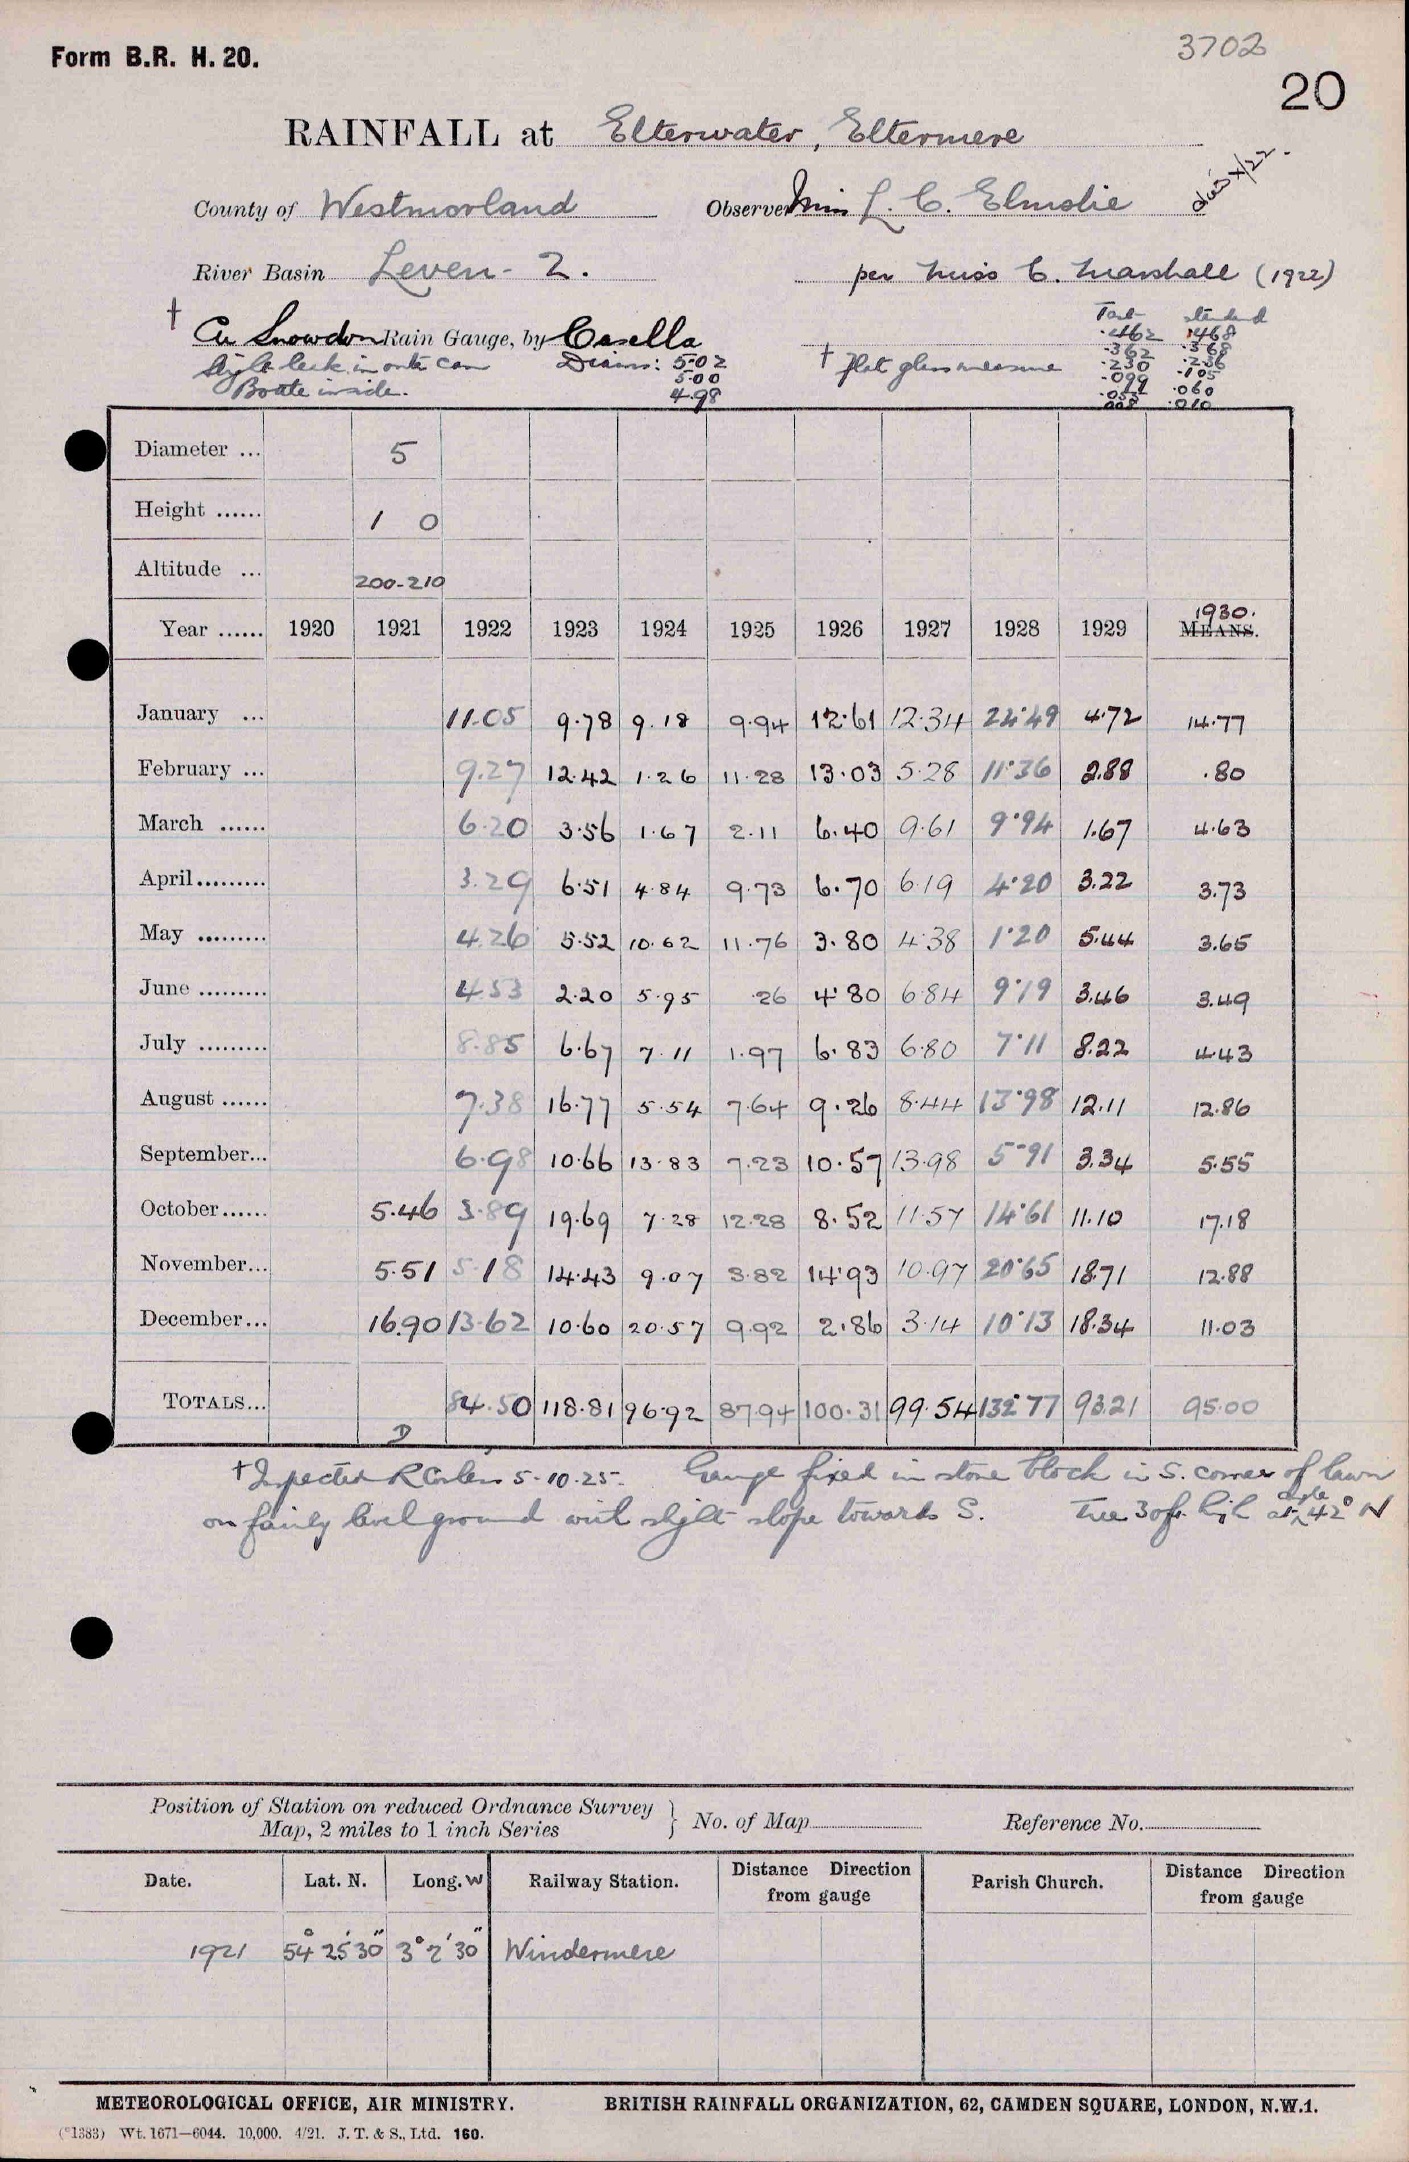 Form B.R. H. 20.
3702
20
RAINFALL at Elterwater, Eltermere
County of Westmorland Observer Miss L. C. Elmslie
died X/22.
River Basin Leven - 2. per Miss C. Marshall (1922)
† Cu Snowdon Rain Gauge, by Casella
Slight leak in outer can Diams: 5.02
Bottle inside. 5.00
4.98
† flat glass measure
Test Standard
.462 .468
.362 .368
.230 .236
.099 .105
.053 .060
.008 .010
Diameter ... 5
Height ...... 1 0
Altitude ... 200-210
Year ...... 1920 1921 1922 1923 1924 1925 1926 1927 1928 1929 1930. MEANS.
January ... 11.05 9.78 9.18 9.94 12.61 12.34 22.49 4.72 14.77
February ... 9.27 12.42 1.26 11.28 13.03 5.28 11.36 2.88 .80
March ...... 6.20 3.56 1.67 2.11 6.40 9.61 9.94 1.67 4.63
April......... 3.29 6.51 4.84 9.73 6.70 6.19 4.20 3.22 3.73
May ......... 4.26 5.52 10.62 11.76 3.80 4.38 1.20 5.44 3.65
June ......... 4.53 2.20 5.95 .26 4.80 6.84 9.19 3.46 3.49
July ......... 8.85 6.67 7.11 1.97 6.83 6.80 7.11 8.22 4.43
August ...... 7.38 16.77 5.54 7.64 9.26 8.44 13.98 12.11 12.86
September... 6.98 10.66 13.83 7.23 10.57 13.98 5.91 3.34 5.55
October...... 5.46 3.89 19.69 7.28 12.28 8.52 11.57 14.61 11.10 17.18
November... 5.51 5.18 14.43 9.07 3.82 14.93 10.97 20.65 18.71 12.88
December... 16.90 13.62 10.60 20.57 9.92 2.86 3.14 10.13 18.34 11.03
TOTALS... 84.50 118.81 96.92 87.94 100.31 99.54 132.77 93.21 95.00
D
† Inspected R Corless 5-10-25. Gauge fixed in stone block in S. corner of lawn
on fairly level ground with slight slope towards S. Tree 30ft. high at angle 42° N
Position of Station on reduced Ordnance Survey
Map, 2 miles to 1 inch Series } No. of Map Reference No.
Date. Lat. N. Long. W Railway Station. Distance Direction from gauge Parish Church. Distance Direction from gauge
1921 54° 25' 30" 3° 2' 30" Windermere
METEOROLOGICAL OFFICE, AIR MINISTRY. BRITISH RAINFALL ORGANIZATION, 62, CAMDEN SQUARE, LONDON, N.W.1.
(*1383) Wt. 1671—6044. 10,000. 4/21. J. T. & S., Ltd. 160.